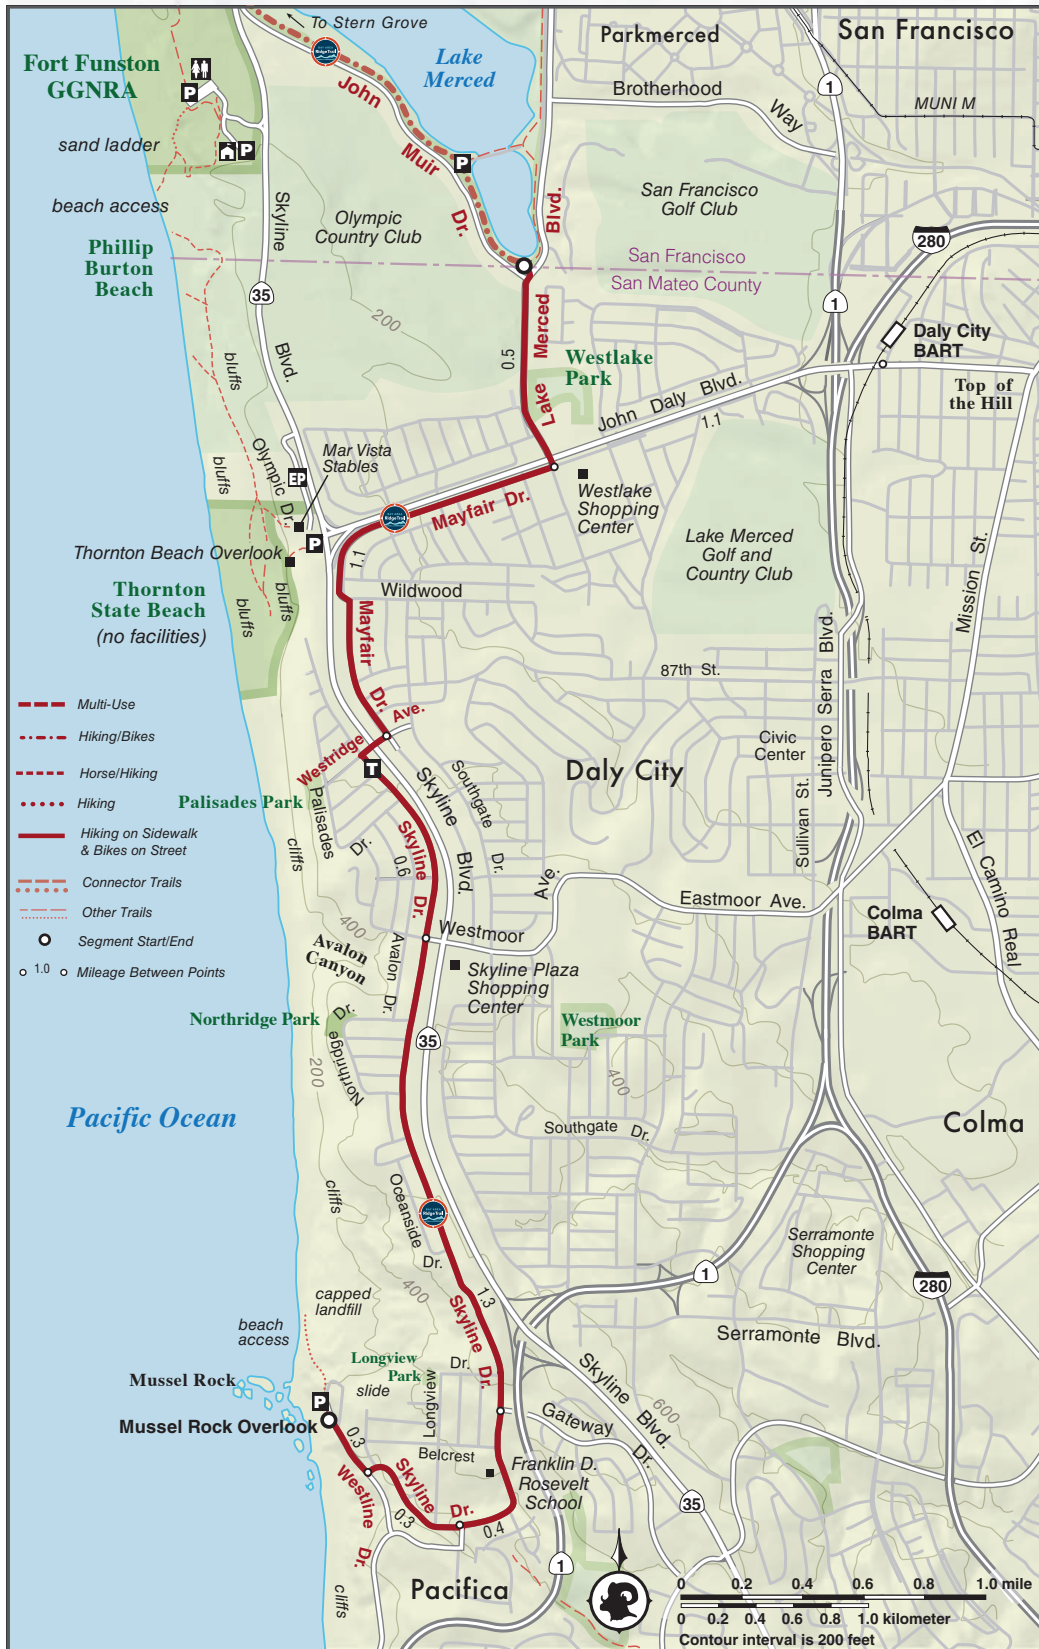 To Stern Grove
Lake
Merced
Parkmerced
San Francisco
Fort Funston
GGNRA
P
John
Brotherhood
Way
1
MUNI M
sand ladder
P
Muir
P
beach access
Skyline
Olympic
Country Club
Dr.
Blvd.
San Francisco
Golf Club
280
Phillip
Burton
Beach
San Francisco
San Mateo County
35
1
200
Merced
Daly City
BART
bluffs
Blvd.
0.5
Westlake
Park
Lake
John Daly Blvd.
1.1
Top of
the Hill
Olympic Dr.
Mar Vista
Stables
bluffs
EP
Westlake
Shopping
Center
Mayfair Dr.
P
Thornton Beach Overlook
1.1
Lake Merced
Golf and
Country Club
Mission St.
Thornton
State Beach
(no facilities)
bluffs
bluffs
Wildwood
Mayfair
Dr.
87th St.
Junipero Serra Blvd.
Multi-Use
Hiking/Bikes
Horse/Hiking
Hiking
Hiking on Sidewalk
& Bikes on Street
Connector Trails
Other Trails
Segment Start/End
1.0 Mileage Between Points
Ave.
Westridge
T
Civic
Center
Daly City
Palisades Park
Palisades
Dr.
Skyline
Blvd.
Southgate
Dr.
Sullivan St.
cliffs
Skyline
Dr.
0.6
El Camino Real
Ave.
Eastmoor Ave.
Colma
BART
400
Westmoor
Avalon
Canyon
Avalon Dr.
Skyline Plaza
Shopping
Center
Northridge Park
Dr.
Northridge
35
Westmoor
Park
200
400
Pacific Ocean
Southgate Dr.
Colma
cliffs
Oceanside
Dr.
Serramonte
Shopping
Center
1
280
capped
landfill
400
1.3
beach
access
Skyline
Dr.
Serramonte Blvd.
Longview
Park
slide
Dr.
Longview
Skyline
Blvd.
Mussel Rock
P
Mussel Rock Overlook
600
Gateway
Dr.
0.3
Belcrest
Franklin D.
Rosevelt
School
Westline
Dr.
Skyline
Dr.
0.3
0.4
35
1
cliffs
Pacifica
0 0.2 0.4 0.6 0.8 1.0 mile
0 0.2 0.4 0.6 0.8 1.0 kilometer
Contour interval is 200 feet